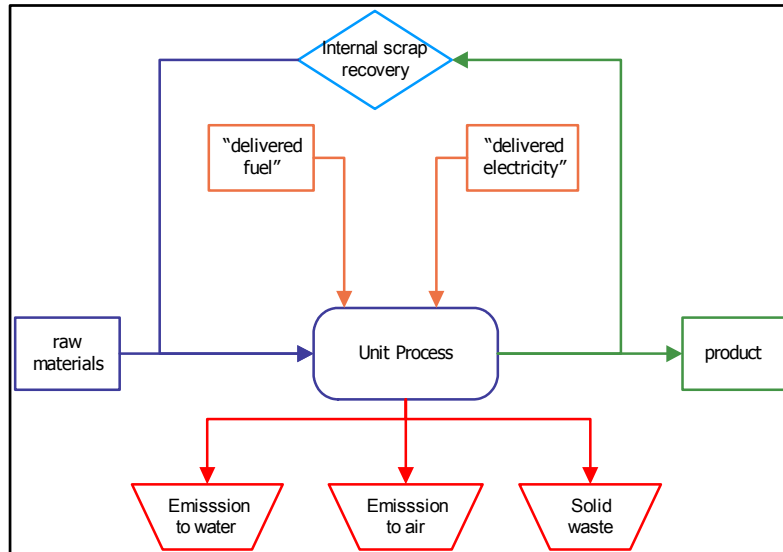 Internal scrap
recovery
“delivered
fuel”
“delivered
electricity”
raw
materials
Unit Process
product
Emisssion
to water
Emisssion
to air
Solid
waste